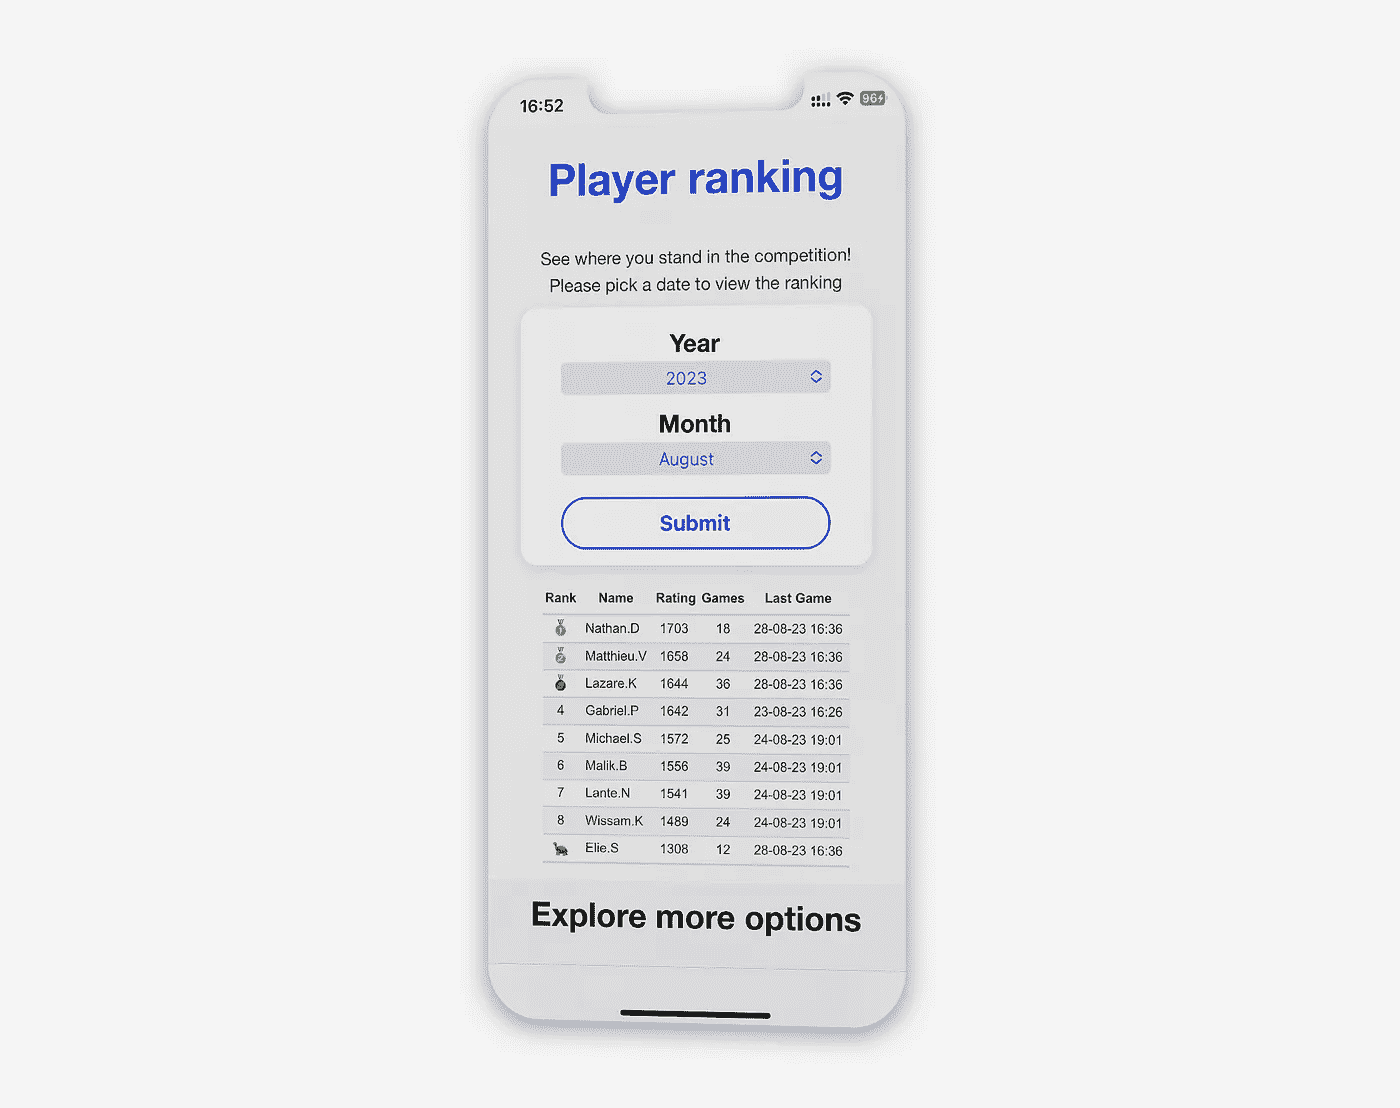 16:52
96
Player ranking
See where you stand in the competition!
Please pick a date to view the ranking
Year
2023
Month
August
Submit
Rank Name Rating Games Last Game
Nathan.D 1703 18 28-08-23 16:36
Matthieu.V 1658 24 28-08-23 16:36
Lazare.K 1644 36 28-08-23 16:36
4 Gabriel.P 1642 31 23-08-23 16:26
5 Michael.S 1572 25 24-08-23 19:01
6 Malik.B 1556 39 24-08-23 19:01
7 Lante.N 1541 39 24-08-23 19:01
8 Wissam.K 1489 24 24-08-23 19:01
Elie.S 1308 12 28-08-23 16:36
Explore more options